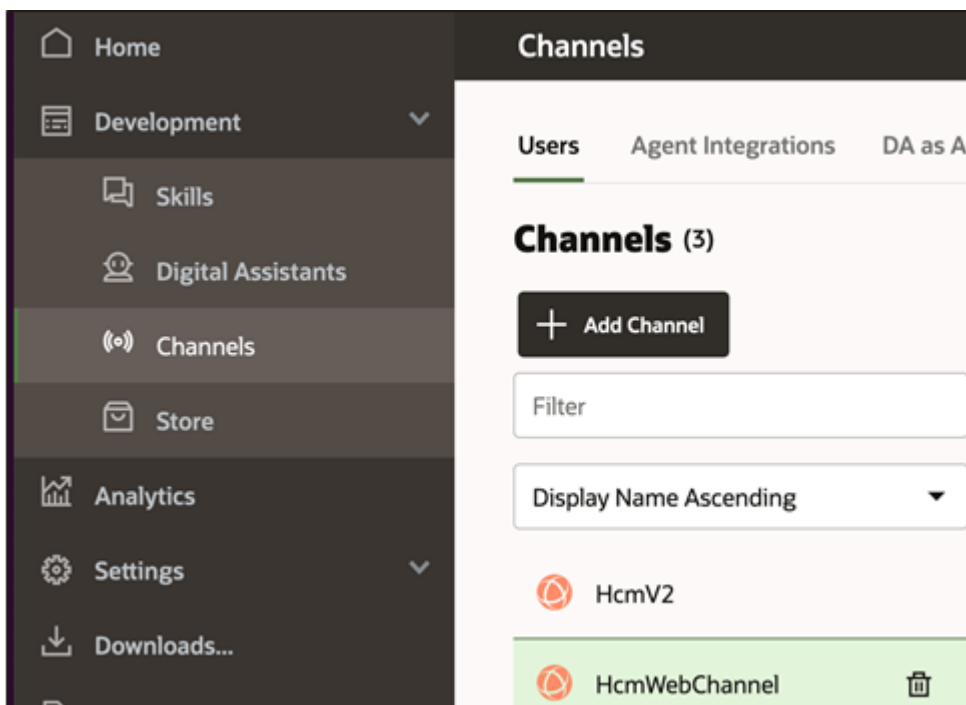 Home
Development
Skills
Digital Assistants
Channels
Store
Analytics
Settings
Downloads...
Channels
Users Agent Integrations DA as A
Channels (3)
Add Channel
Filter
Display Name Ascending
HcmV2
HcmWebChannel